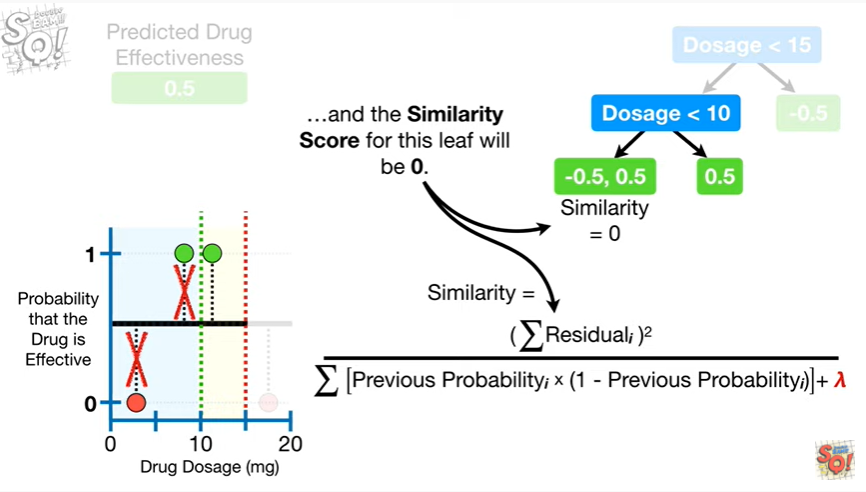 SQ!
Predicted Drug
Effectiveness
0.5
…and the Similarity
Score for this leaf will
be 0.
Dosage < 15
Dosage < 10
-0.5
-0.5, 0.5
0.5
Similarity
= 0
Similarity =
(∑Residualᵢ )²
∑ [Previous Probabilityᵢ × (1 - Previous Probabilityᵢ)]+ λ
Probability
that the
Drug is
Effective
1
0
0
10
20
Drug Dosage (mg)
SQ!